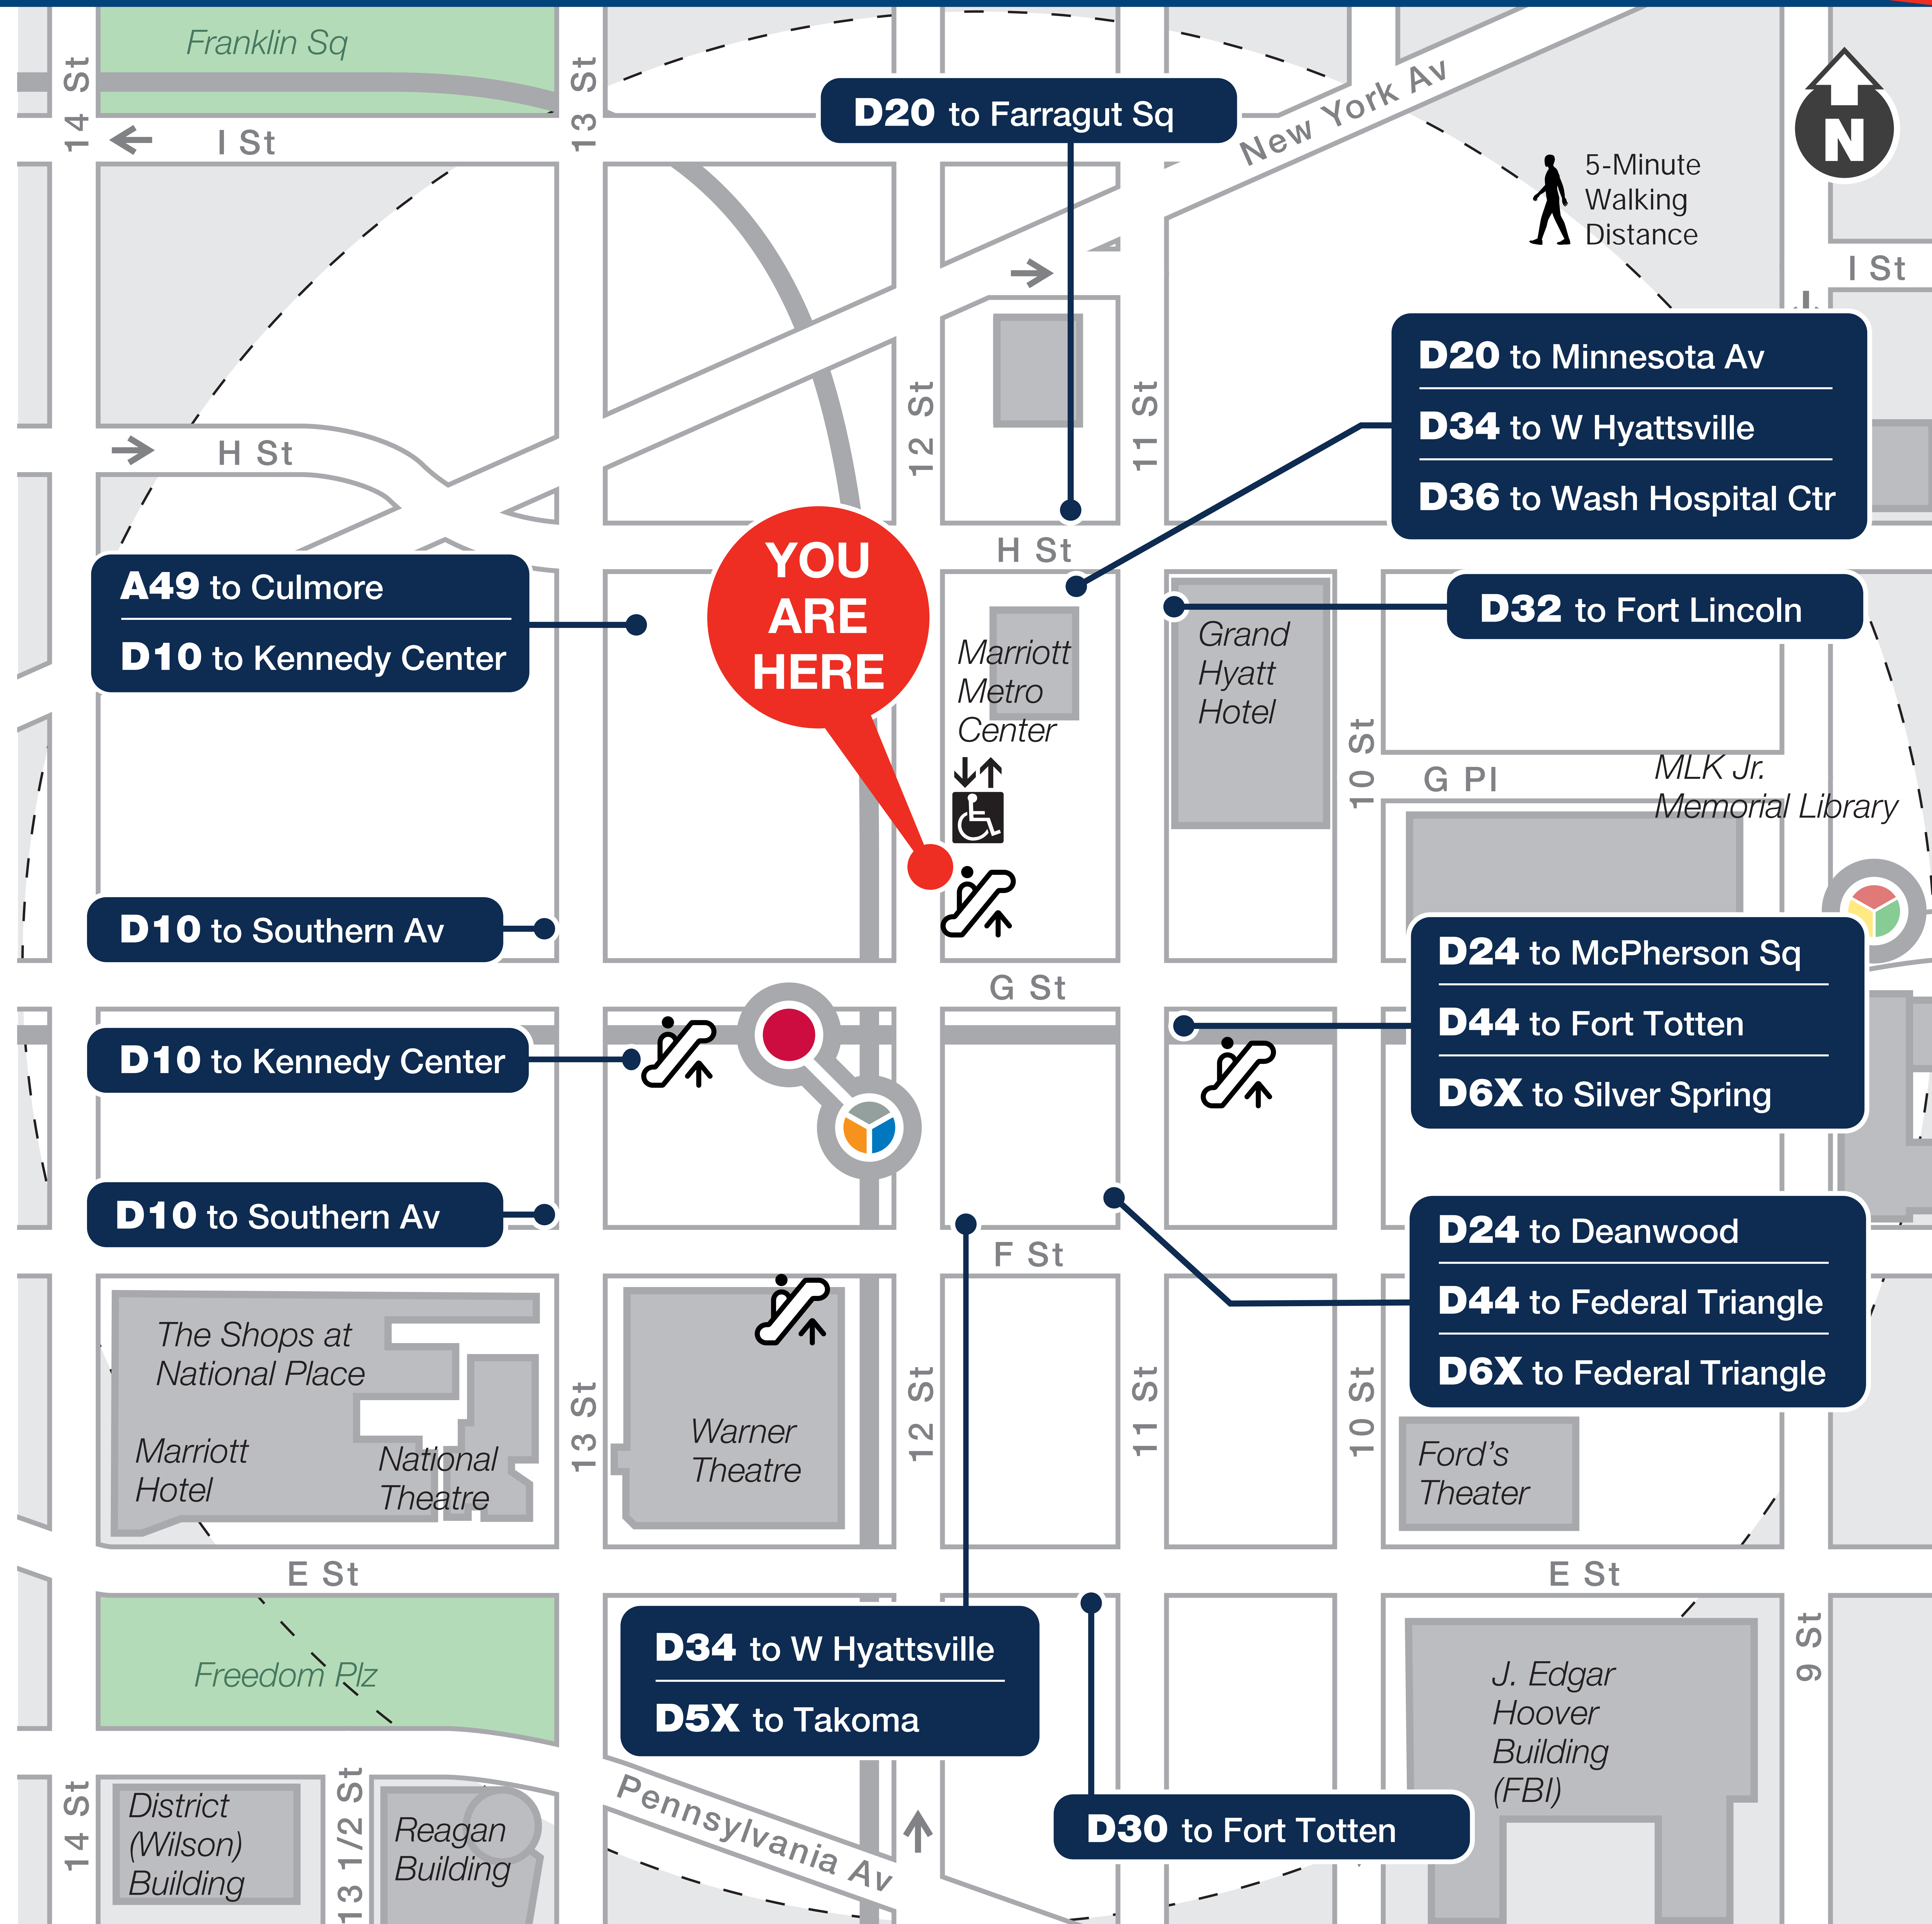 Franklin Sq
14 St
13 St
I St
D20 to Farragut Sq
New York Av
N
5-Minute
Walking
Distance
I St
D20 to Minnesota Av
D34 to W Hyattsville
D36 to Wash Hospital Ctr
12 St
11 St
H St
H St
YOU
ARE
HERE
A49 to Culmore
D10 to Kennedy Center
D32 to Fort Lincoln
Marriott
Metro
Center
Grand
Hyatt
Hotel
10 St
G Pl
MLK Jr.
Memorial Library
D10 to Southern Av
G St
D24 to McPherson Sq
D44 to Fort Totten
D6X to Silver Spring
D10 to Kennedy Center
D10 to Southern Av
F St
D24 to Deanwood
D44 to Federal Triangle
D6X to Federal Triangle
The Shops at
National Place
Marriott
Hotel
National
Theatre
13 St
Warner
Theatre
12 St
11 St
10 St
Ford's
Theater
E St
E St
Freedom Plz
D34 to W Hyattsville
D5X to Takoma
9 St
J. Edgar
Hoover
Building
(FBI)
14 St
District
(Wilson)
Building
13 1/2 St
Reagan
Building
Pennsylvania Av
D30 to Fort Totten